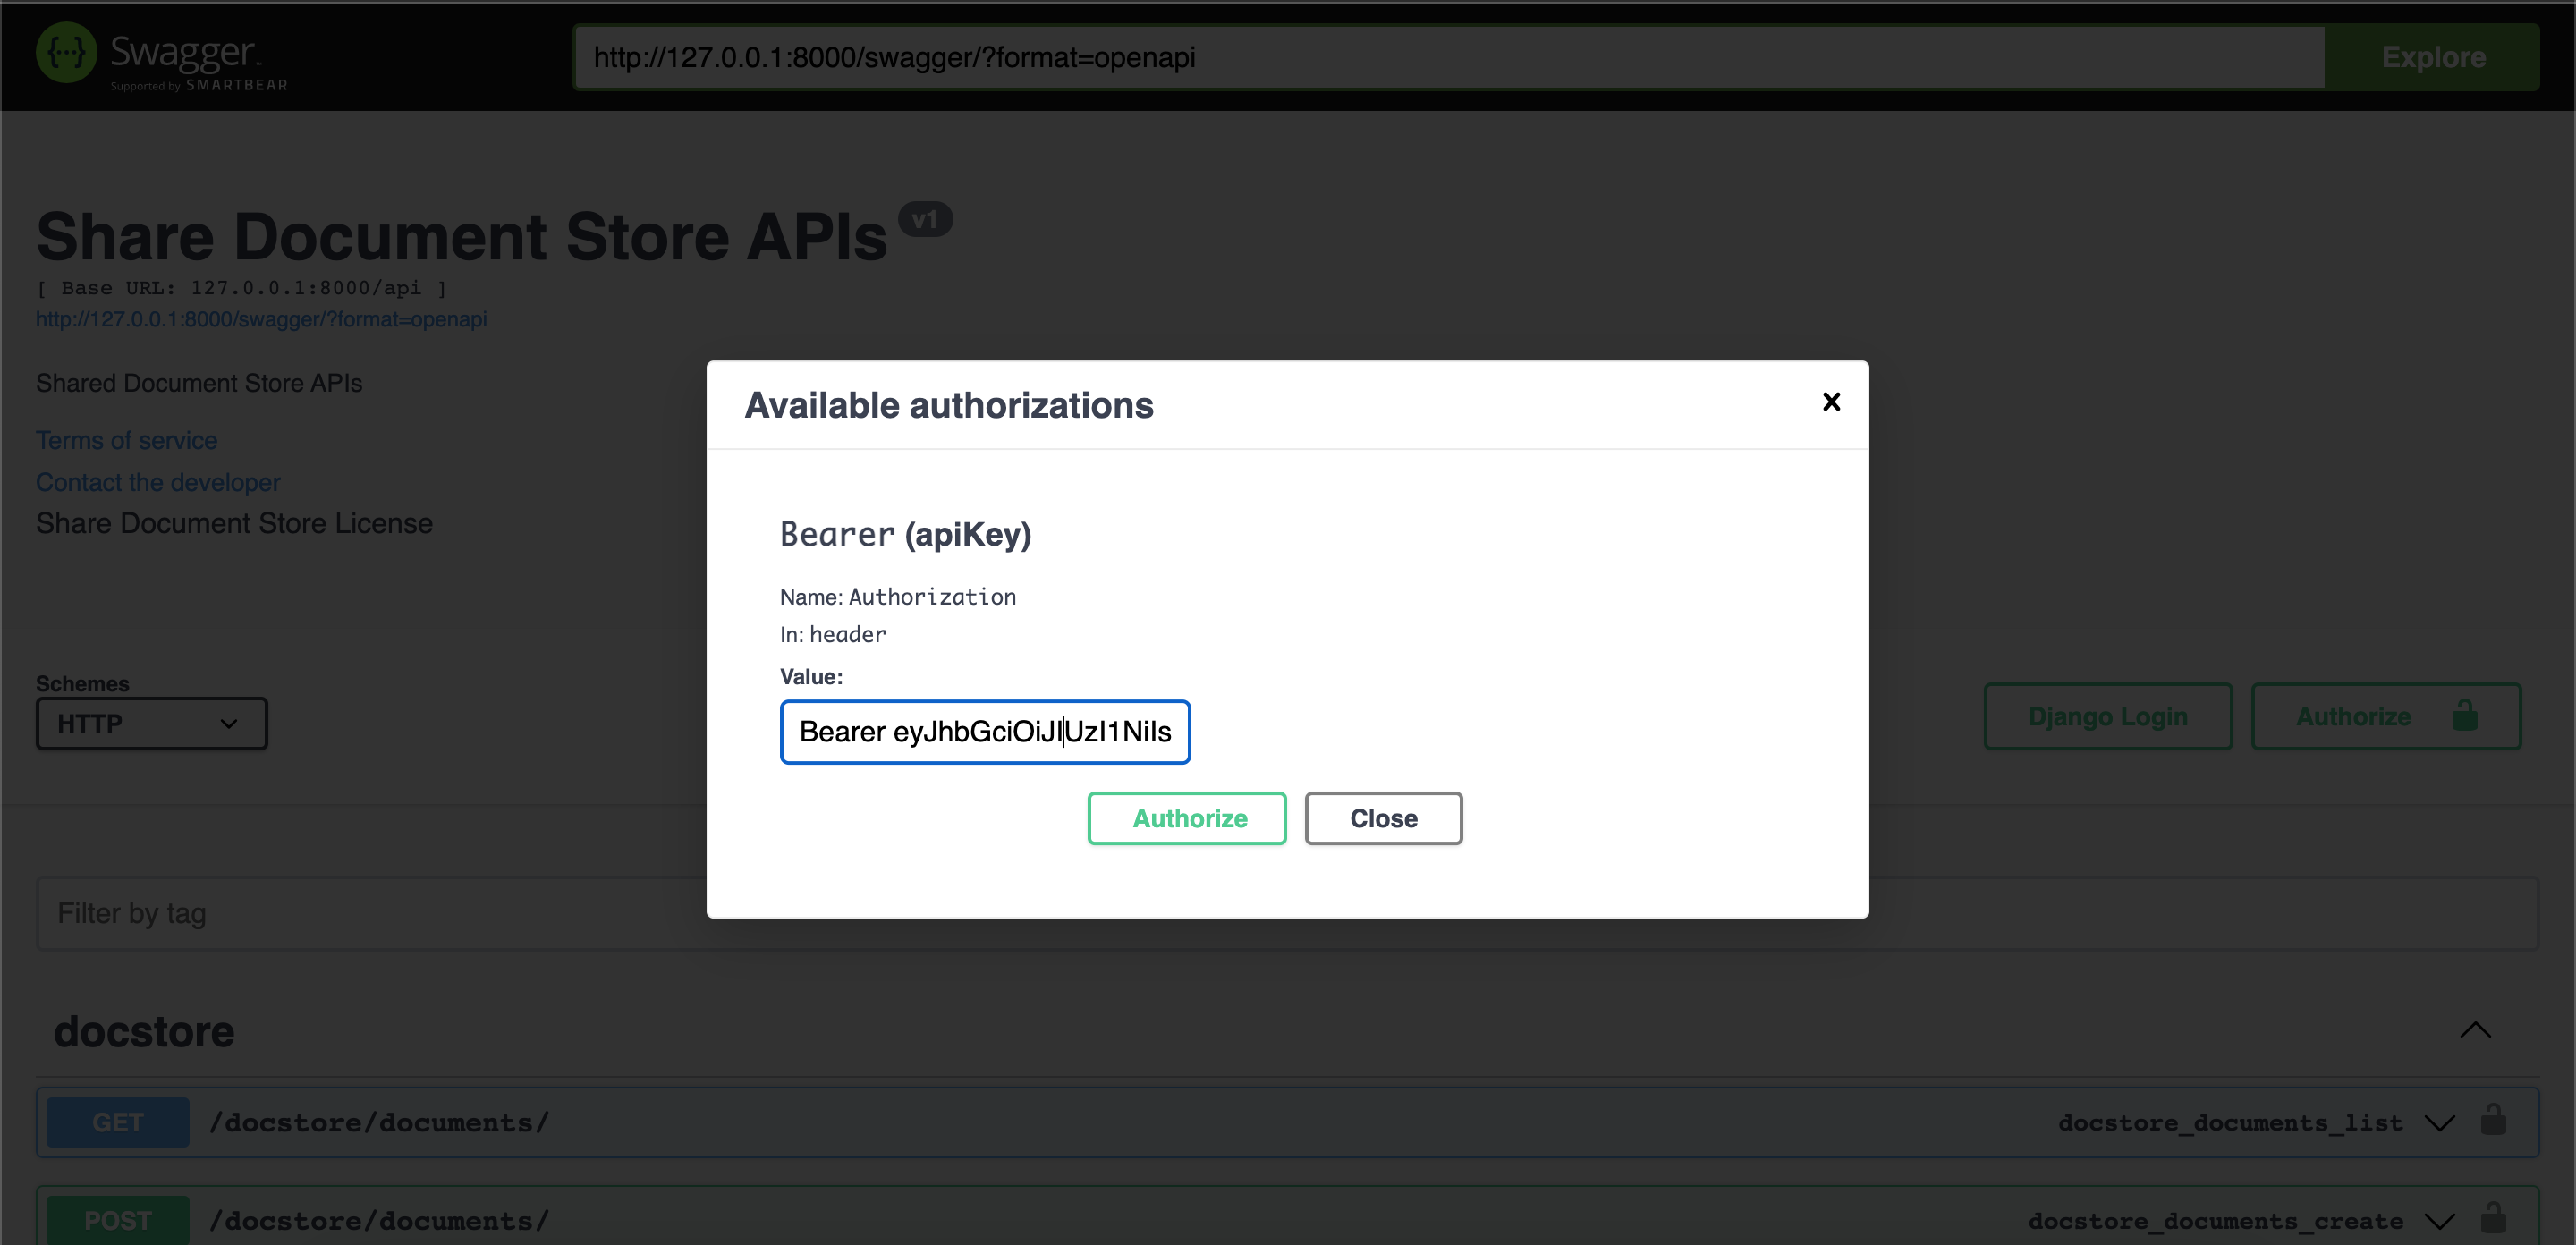 {···} Swagger
Supported by SMARTBEAR
http://127.0.0.1:8000/swagger/?format=openapi
Explore
Share Document Store APIs v1
[ Base URL: 127.0.0.1:8000/api ]
http://127.0.0.1:8000/swagger/?format=openapi
Shared Document Store APIs
Terms of service
Contact the developer
Share Document Store License
Available authorizations
Bearer (apiKey)
Name: Authorization
In: header
Value:
Bearer eyJhbGciOiJIUzI1NiIs
Authorize Close
Schemes
HTTP
Django Login
Authorize
Filter by tag
docstore
GET /docstore/documents/ docstore_documents_list
POST /docstore/documents/ docstore_documents_create